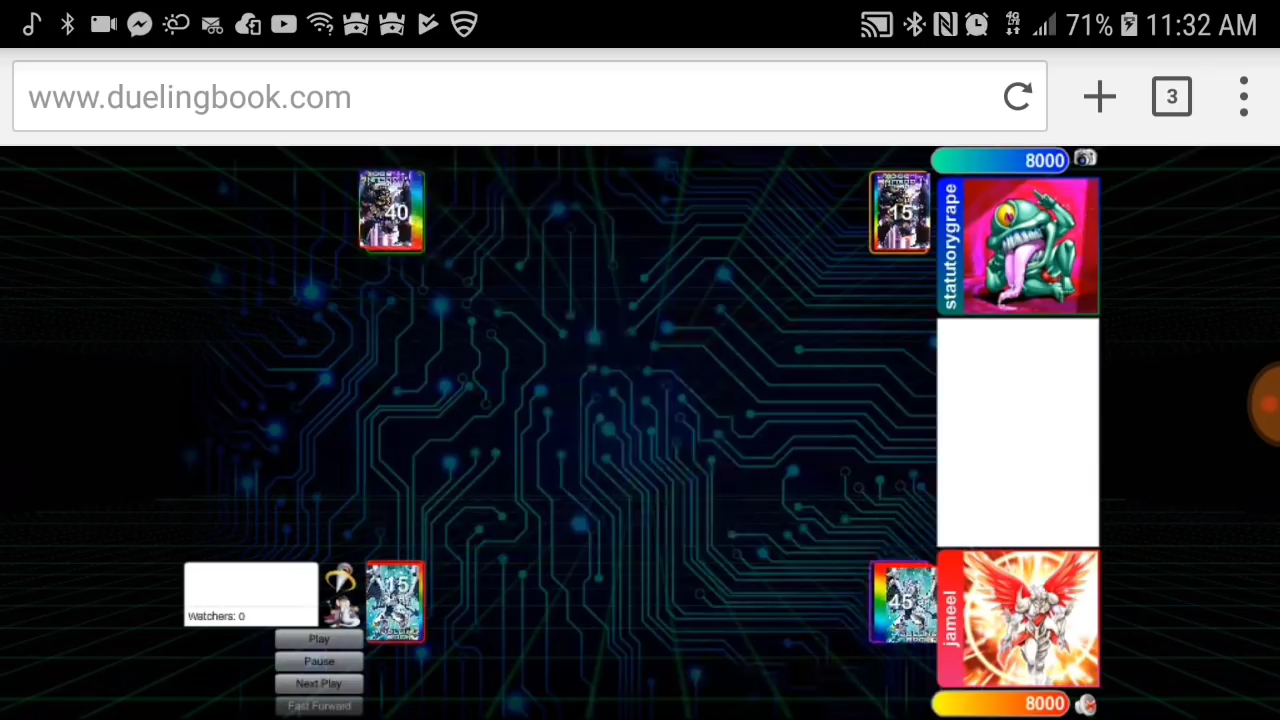 71% 11:32 AM
www.duelingbook.com
3
8000
40
15
statutorygrape
Watchers: 0
15
45
jameel
Play
Pause
Next Play
Fast Forward
8000